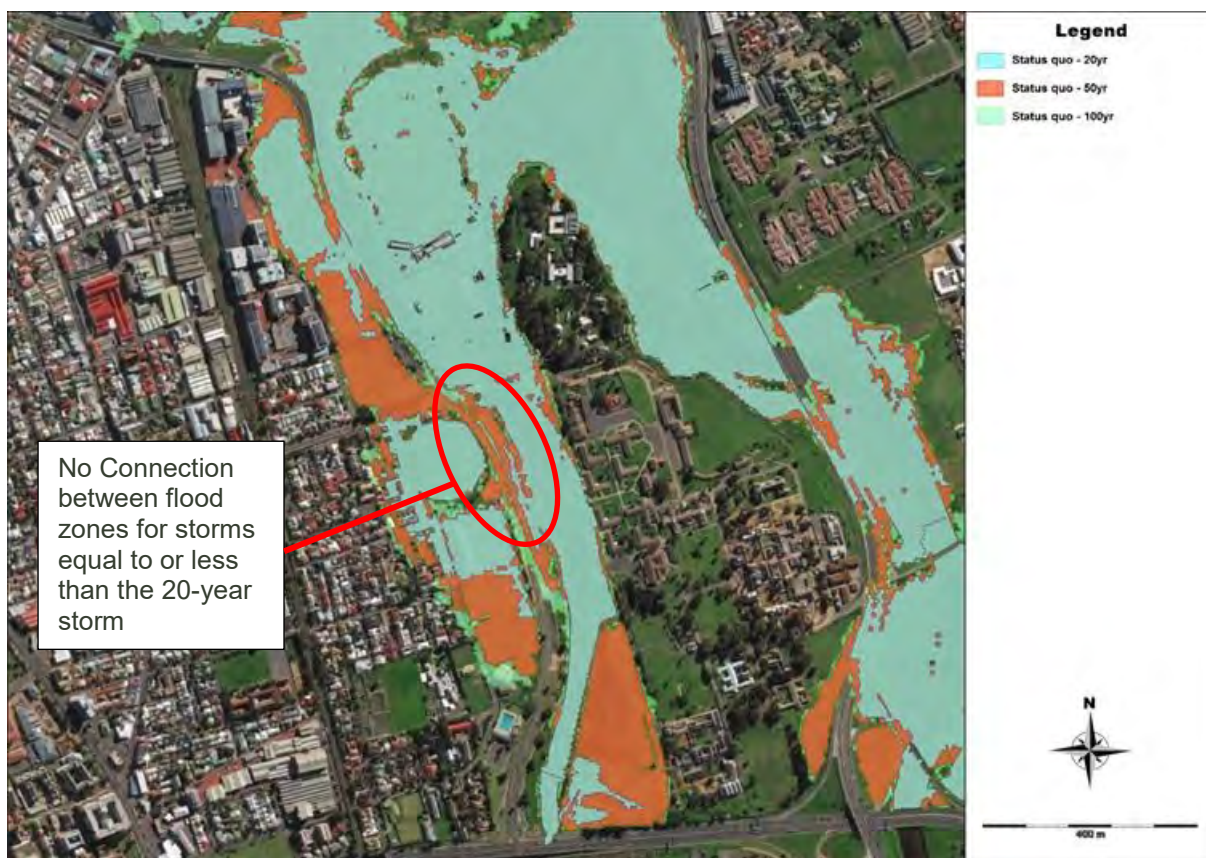 Legend
Status quo - 20yr
Status quo - 50yr
Status quo - 100yr
No Connection
between flood
zones for storms
equal to or less
than the 20-year
storm
N
400 m